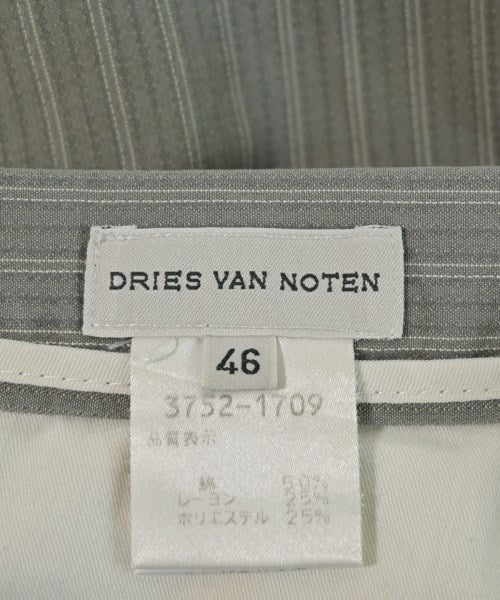 DRIES VAN NOTEN
46
3752-1709
品質表示
綿 50%
レーヨン 25%
ポリエステル 25%